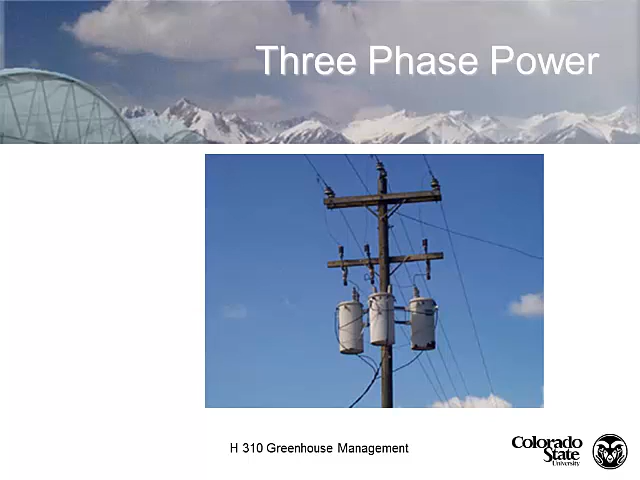 Three Phase Power
H 310 Greenhouse Management
Colorado
State
University